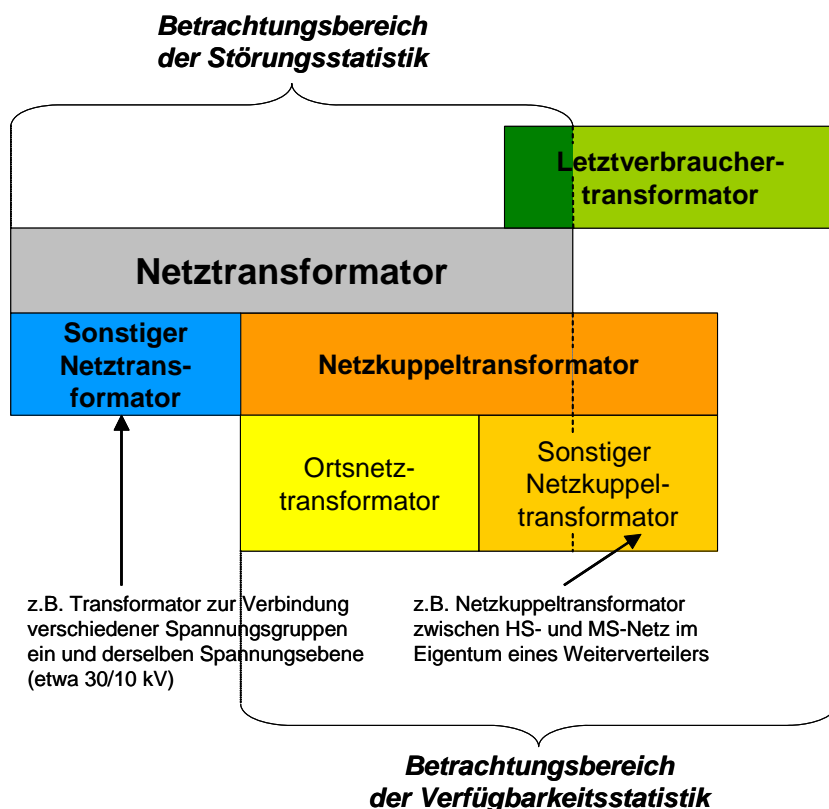 Betrachtungsbereich
der Störungsstatistik
Letztverbraucher-
transformator
Netztransformator
Sonstiger
Netztrans-
formator
Netzkuppeltransformator
Ortsnetz-
transformator
Sonstiger
Netzkuppel-
transformator
z.B. Transformator zur Verbindung
verschiedener Spannungsgruppen
ein und derselben Spannungsebene
(etwa 30/10 kV)
z.B. Netzkuppeltransformator
zwischen HS- und MS-Netz im
Eigentum eines Weiterverteilers
Betrachtungsbereich
der Verfügbarkeitsstatistik